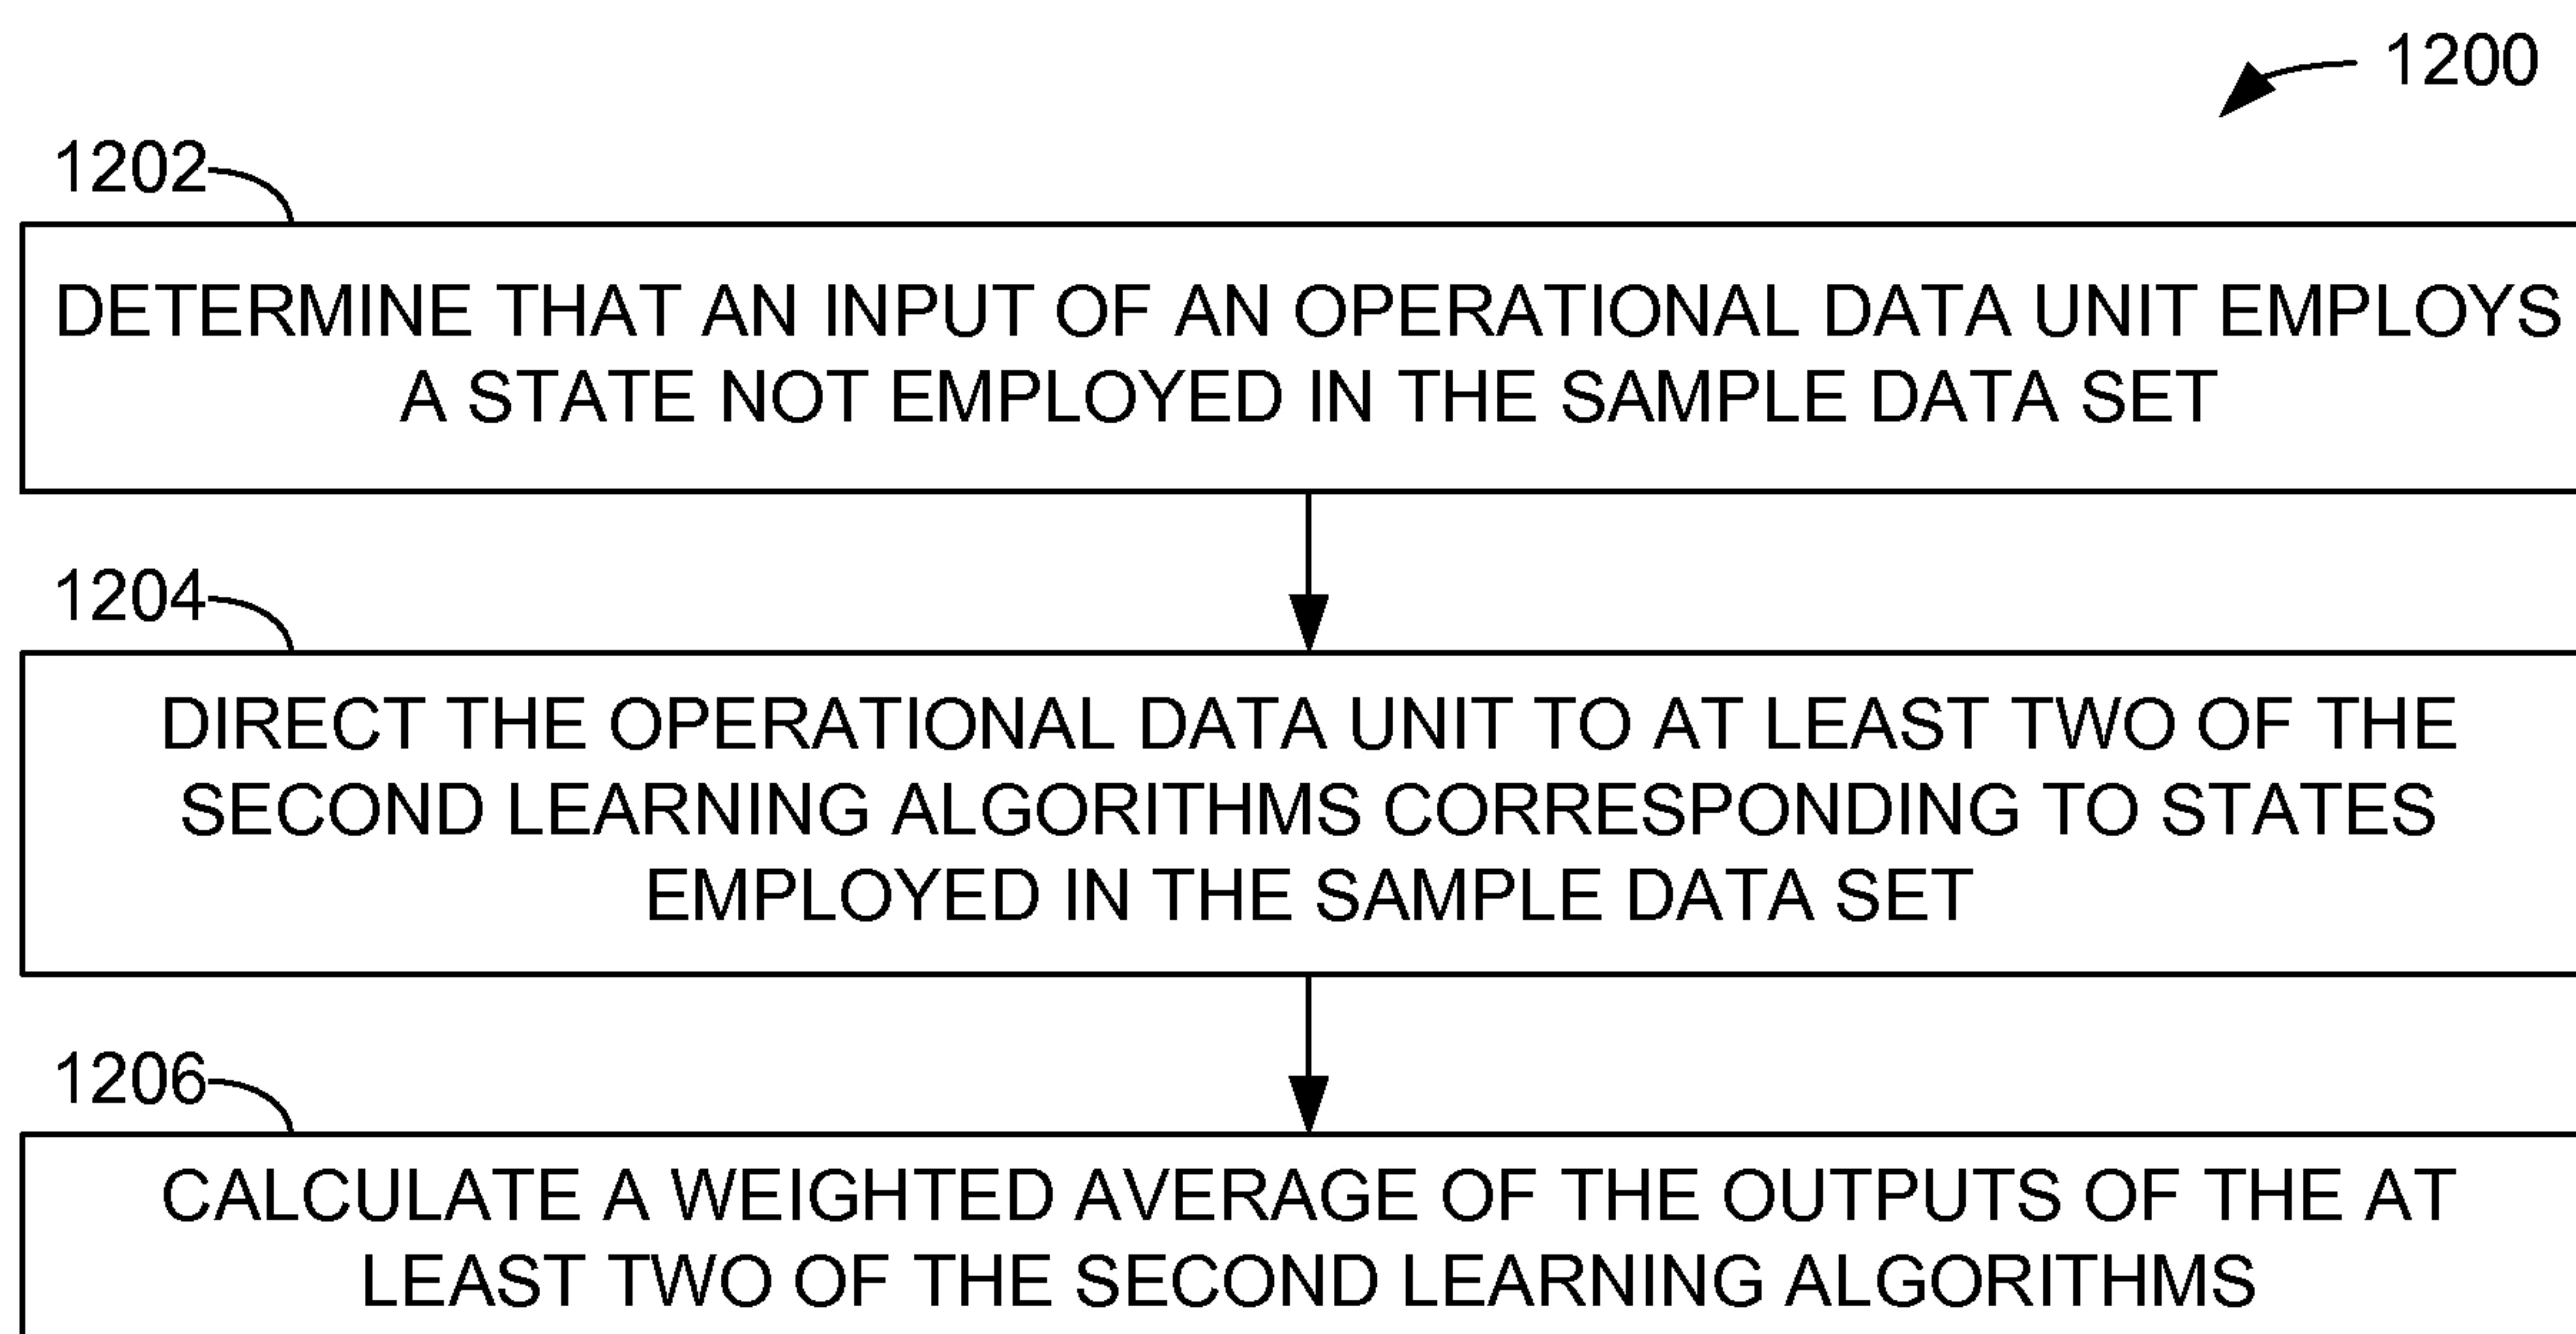 1200
1202
DETERMINE THAT AN INPUT OF AN OPERATIONAL DATA UNIT EMPLOYS
A STATE NOT EMPLOYED IN THE SAMPLE DATA SET
1204
DIRECT THE OPERATIONAL DATA UNIT TO AT LEAST TWO OF THE
SECOND LEARNING ALGORITHMS CORRESPONDING TO STATES
EMPLOYED IN THE SAMPLE DATA SET
1206
CALCULATE A WEIGHTED AVERAGE OF THE OUTPUTS OF THE AT
LEAST TWO OF THE SECOND LEARNING ALGORITHMS